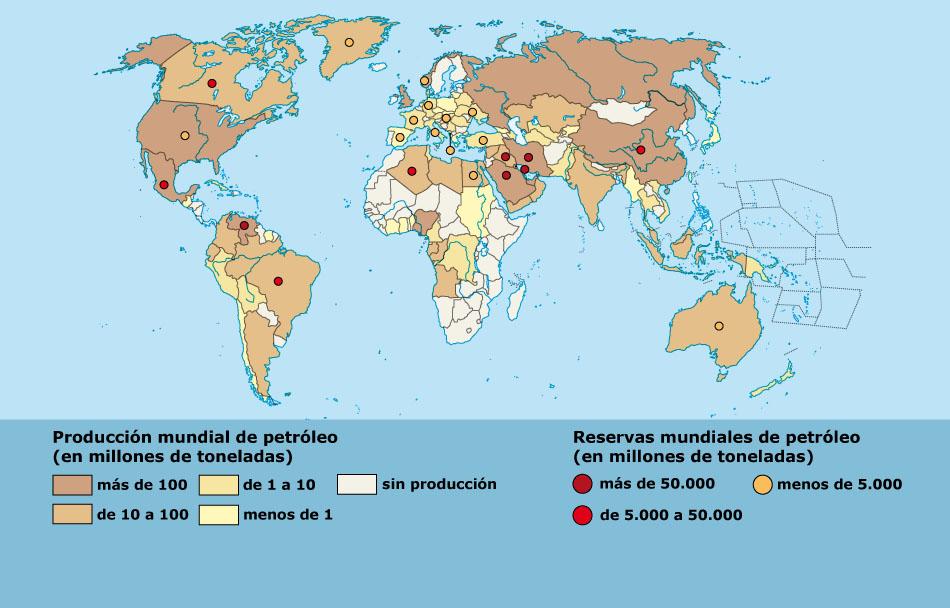 Producción mundial de petróleo
(en millones de toneladas)
más de 100
de 1 a 10
sin producción
de 10 a 100
menos de 1
Reservas mundiales de petróleo
(en millones de toneladas)
más de 50.000
menos de 5.000
de 5.000 a 50.000